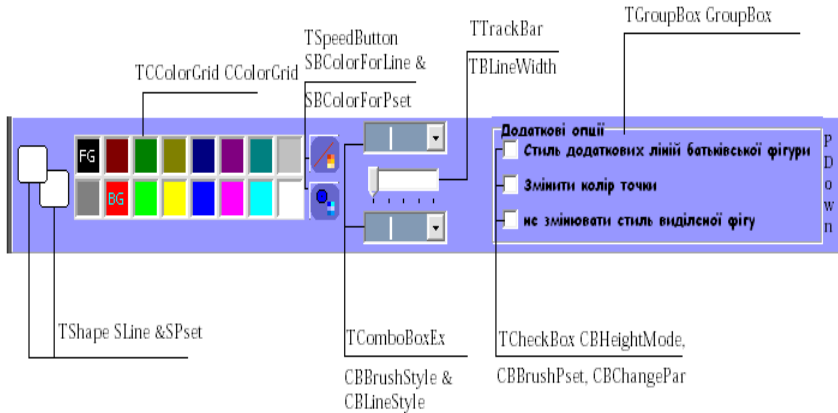 TGroupBox GroupBox
TSpeedButton
SBColorForLine &
SBColorForPset
TTrackBar
TBLineWidth
TCColorGrid CColorGrid
FG
BG
Додаткові опції
Стиль додаткових ліній батьківської фігури
Змінити колір точки
не змінювати стиль виділеної фігу
P
D
o
w
n
TShape SLine &SPset
TComboBoxEx
CBBrushStyle &
CBLineStyle
TCheckBox CBHeightMode,
CBBrushPset, CBChangePar